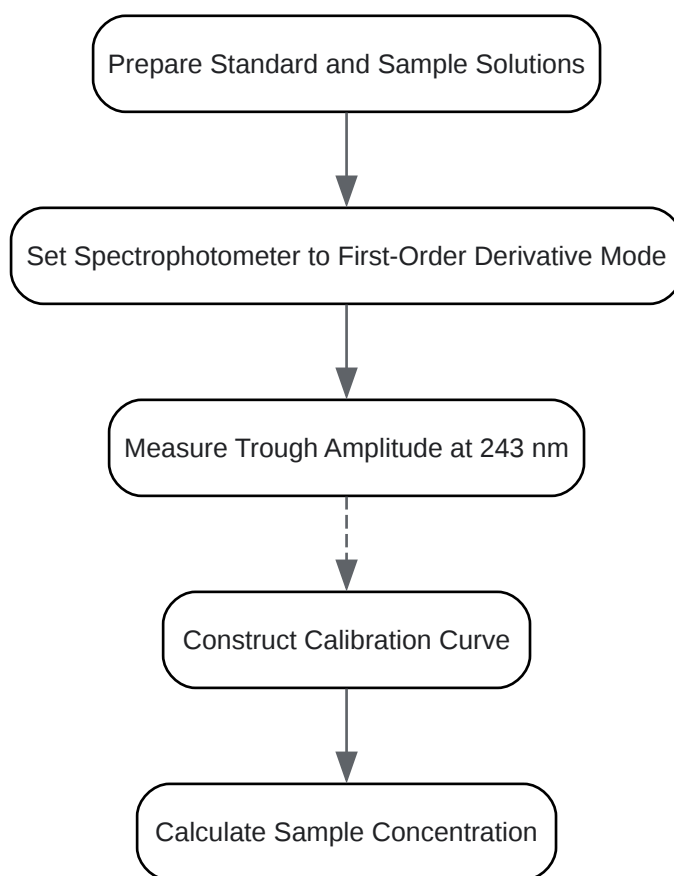 Prepare Standard and Sample Solutions
Set Spectrophotometer to First-Order Derivative Mode
Measure Trough Amplitude at 243 nm
Construct Calibration Curve
Calculate Sample Concentration